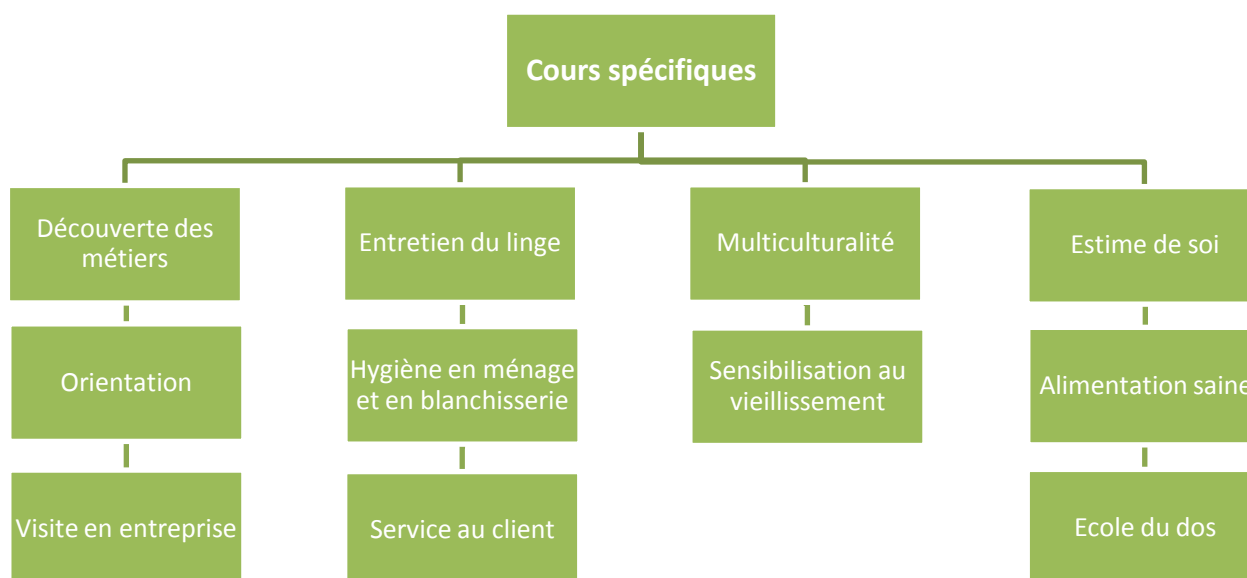 Cours spécifiques
Découverte des
métiers
Entretien du linge
Multiculturalité
Estime de soi
Orientation
Hygiène en ménage
et en blanchisserie
Sensibilisation au
vieillissement
Alimentation saine
Visite en entreprise
Service au client
Ecole du dos